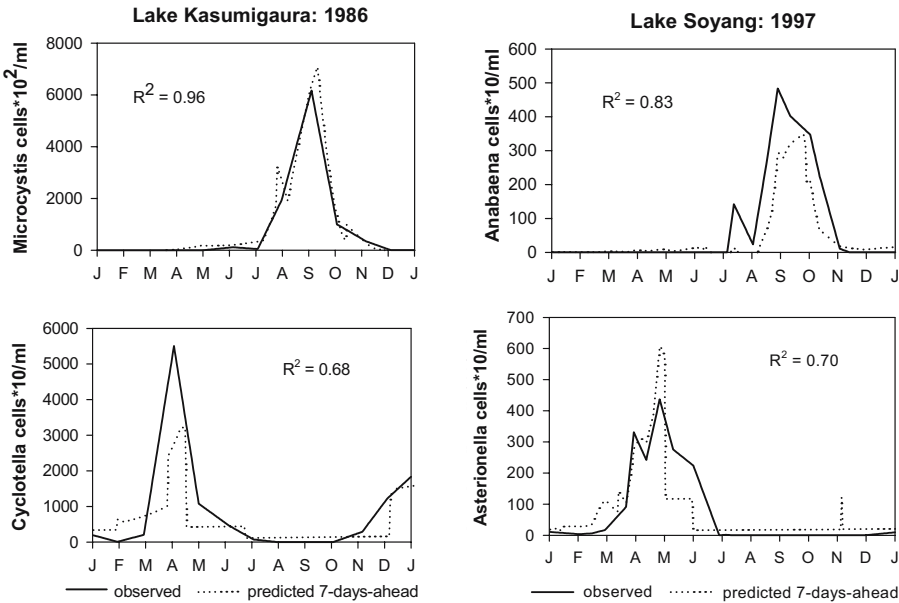 Lake Kasumigaura: 1986
Microcystis cells*10²/ml
8000
6000
4000
2000
0
R² = 0.96
J F M A M J J A S O N D J
Lake Soyang: 1997
Anabaena cells*10/ml
600
500
400
300
200
100
0
R² = 0.83
J F M A M J J A S O N D J
Cyclotella cells*10/ml
6000
5000
4000
3000
2000
1000
0
R² = 0.68
J F M A M J J A S O N D J
observed predicted 7-days-ahead
Asterionella cells*10/ml
700
600
500
400
300
200
100
0
R² = 0.70
J F M A M J J A S O N D J
observed predicted 7-days-ahead